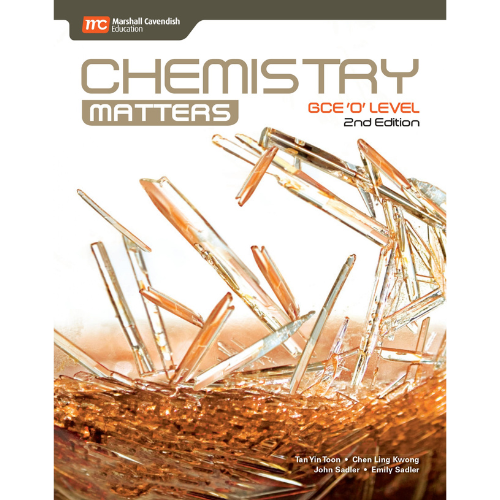 mc Marshall Cavendish
Education
CHEMISTRY
MATTERS
GCE 'O' LEVEL
2nd Edition
Tan Yin Toon • Chen Ling Kwong
John Sadler • Emily Sadler